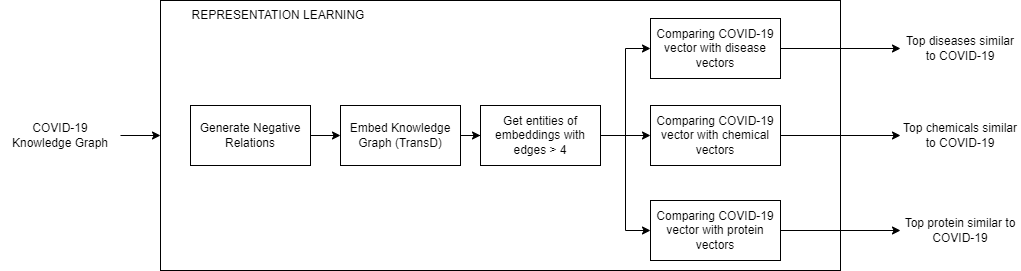 REPRESENTATION LEARNING
COVID-19
Knowledge Graph
Generate Negative
Relations
Embed Knowledge
Graph (TransD)
Get entities of
embeddings with
edges > 4
Comparing COVID-19
vector with disease
vectors
Comparing COVID-19
vector with chemical
vectors
Comparing COVID-19
vector with protein
vectors
Top diseases similar
to COVID-19
Top chemicals similar
to COVID-19
Top protein similar to
COVID-19